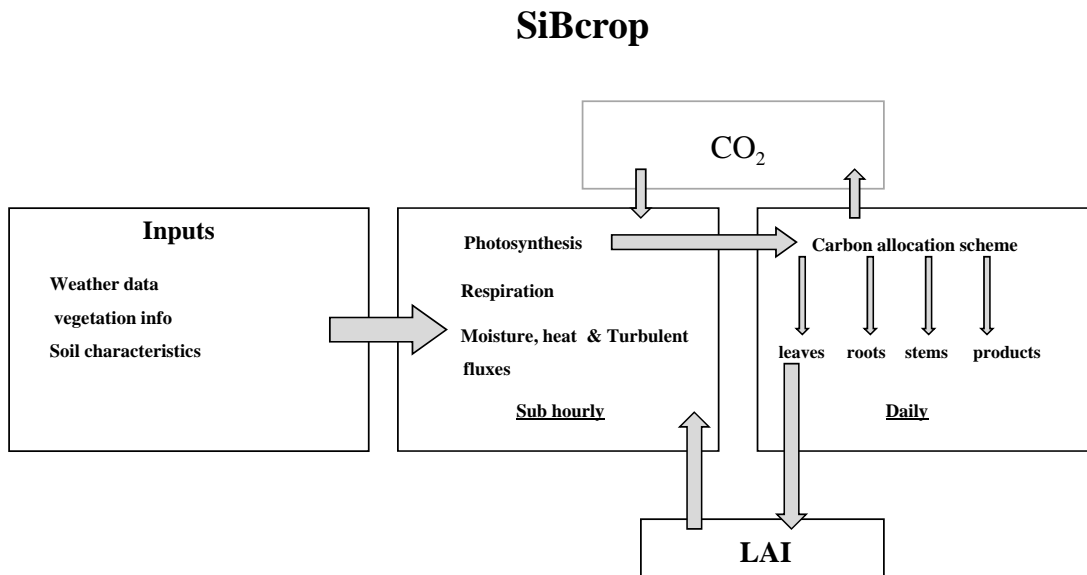 SiBcrop
CO₂
Inputs
Weather data
vegetation info
Soil characteristics
Photosynthesis
Respiration
Moisture, heat & Turbulent
fluxes
Sub hourly
Carbon allocation scheme
leaves roots stems products
Daily
LAI